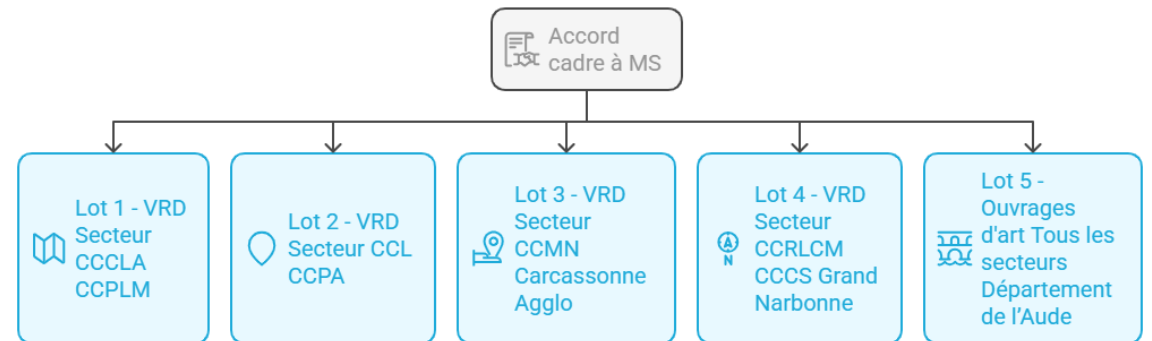 Accord
cadre à MS
Lot 1 - VRD
Secteur
CCCLA
CCPLM
Lot 2 - VRD
Secteur CCL
CCPA
Lot 3 - VRD
Secteur
CCMN
Carcassonne
Agglo
Lot 4 - VRD
Secteur
CCRLCM
CCCS Grand
Narbonne
A
N
Lot 5 -
Ouvrages
d'art Tous les
secteurs
Département
de l’Aude